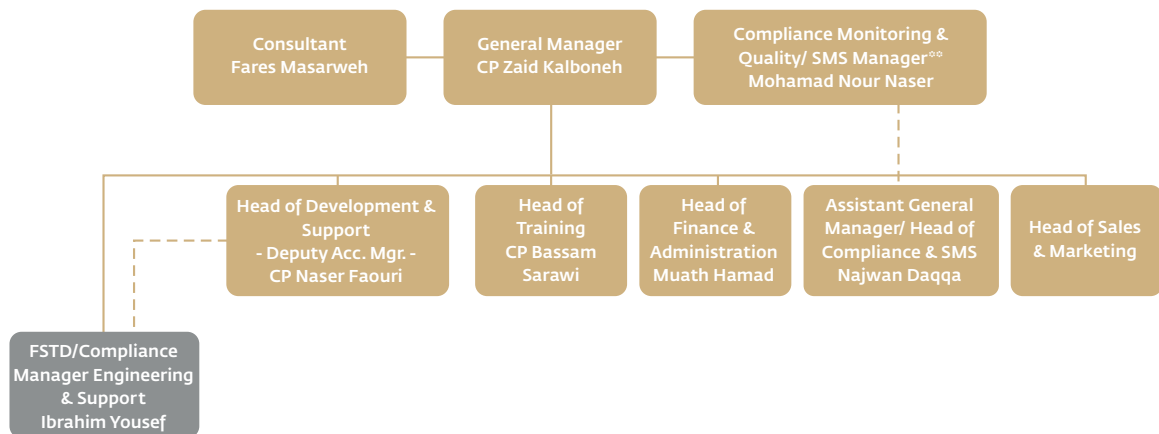 Consultant
Fares Masarweh
General Manager
CP Zaid Kalboneh
Compliance Monitoring &
Quality/ SMS Manager°°
Mohamad Nour Naser
Head of Development &
Support
- Deputy Acc. Mgr. -
CP Naser Faouri
Head of
Training
CP Bassam
Sarawi
Head of
Finance &
Administration
Muath Hamad
Assistant General
Manager/ Head of
Compliance & SMS
Najwan Daqqa
Head of Sales
& Marketing
FSTD/Compliance
Manager Engineering
& Support
Ibrahim Yousef